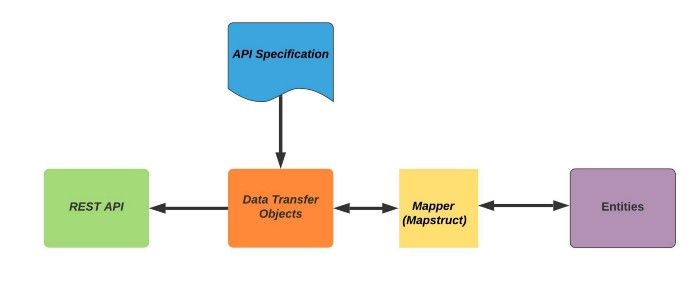 API Specification
REST API
Data Transfer
Objects
Mapper
(Mapstruct)
Entities